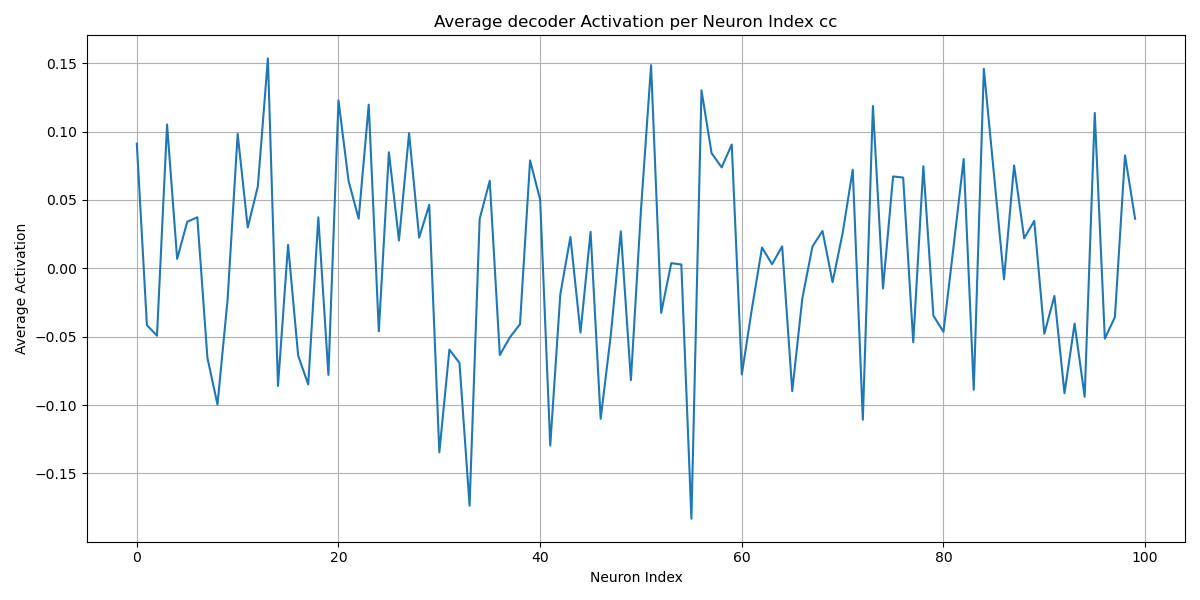 Average decoder Activation per Neuron Index cc
0.15
0.10
0.05
0.00
−0.05
−0.10
−0.15
Average Activation
0 20 40 60 80 100
Neuron Index